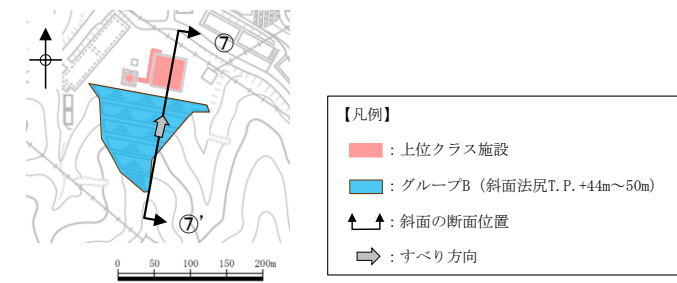 ⑦
⑦'
0 50 100 150 200m
【凡例】
：上位クラス施設
：グループB（斜面法尻T.P.+44m～50m）
：斜面の断面位置
：すべり方向